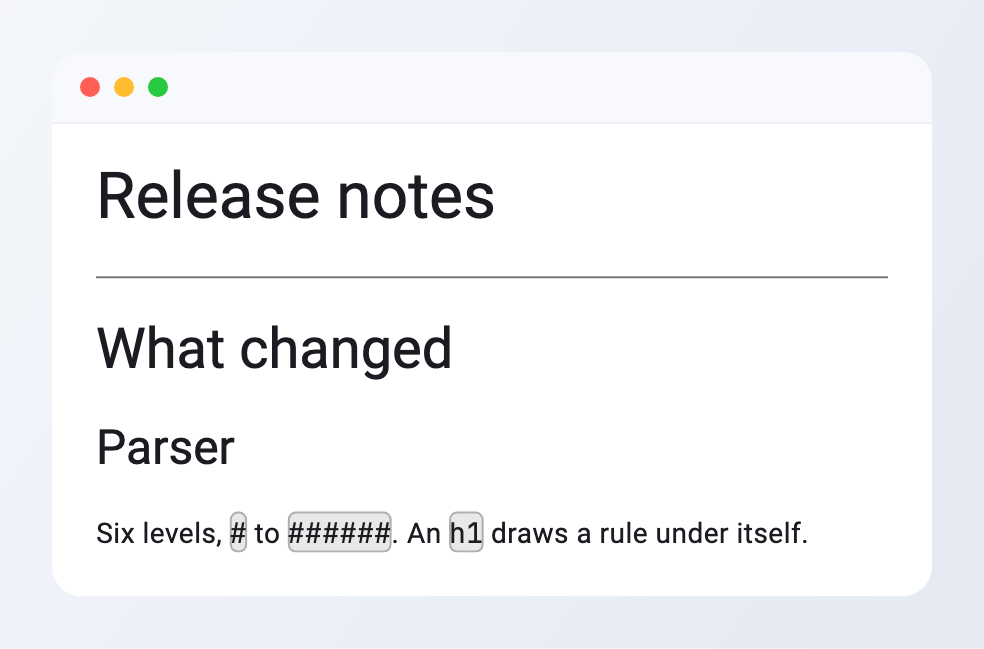 Release notes
What changed
Parser
Six levels, # to ######. An h1 draws a rule under itself.